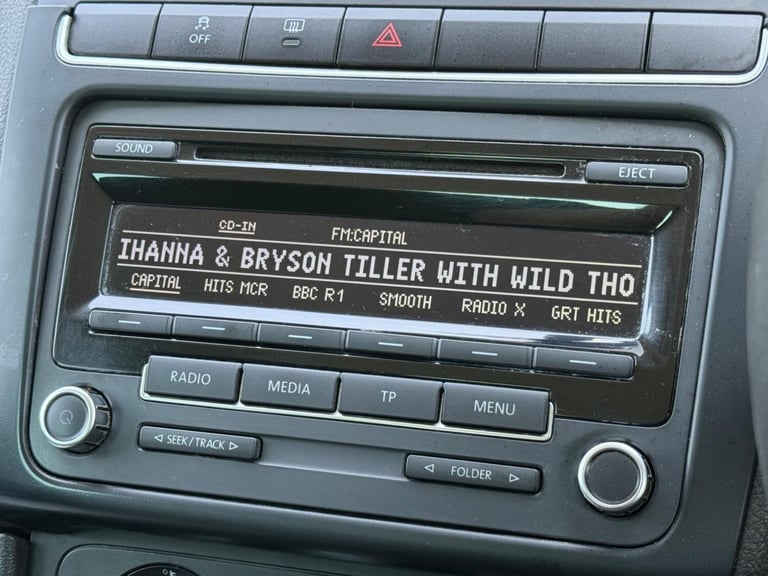 OFF
SOUND
EJECT
CD-IN
FM:CAPITAL
IHANNA & BRYSON TILLER WITH WILD THO
CAPITAL HITS MCR BBC R1 SMOOTH RADIO X GRT HITS
RADIO MEDIA TP MENU
SEEK/TRACK
FOLDER